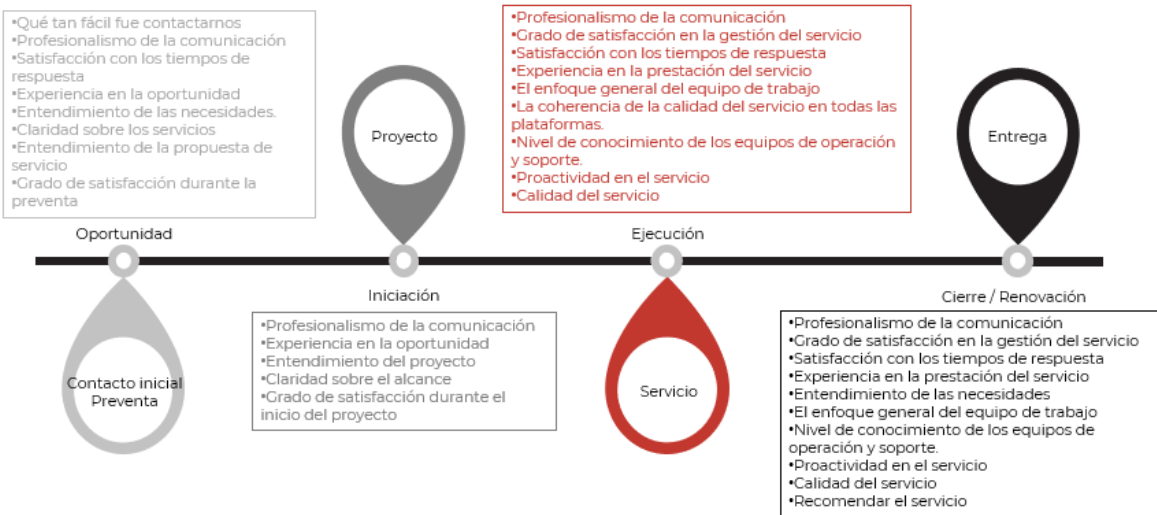 •Qué tan fácil fue contactarnos
•Profesionalismo de la comunicación
•Satisfacción con los tiempos de
respuesta
•Experiencia en la oportunidad
•Entendimiento de las necesidades.
•Claridad sobre los servicios
•Entendimiento de la propuesta de
servicio
•Grado de satisfacción durante la
preventa
Oportunidad
Contacto inicial
Preventa
Proyecto
Iniciación
•Profesionalismo de la comunicación
•Experiencia en la oportunidad
•Entendimiento del proyecto
•Claridad sobre el alcance
•Grado de satisfacción durante el
inicio del proyecto
•Profesionalismo de la comunicación
•Grado de satisfacción en la gestión del servicio
•Satisfacción con los tiempos de respuesta
•Experiencia en la prestación del servicio
•El enfoque general del equipo de trabajo
•La coherencia de la calidad del servicio en todas las
plataformas.
•Nivel de conocimiento de los equipos de operación
y soporte.
•Proactividad en el servicio
•Calidad del servicio
Ejecución
Servicio
Entrega
Cierre / Renovación
•Profesionalismo de la comunicación
•Grado de satisfacción en la gestión del servicio
•Satisfacción con los tiempos de respuesta
•Experiencia en la prestación del servicio
•Entendimiento de las necesidades
•El enfoque general del equipo de trabajo
•Nivel de conocimiento de los equipos de
operación y soporte.
•Proactividad en el servicio
•Calidad del servicio
•Recomendar el servicio